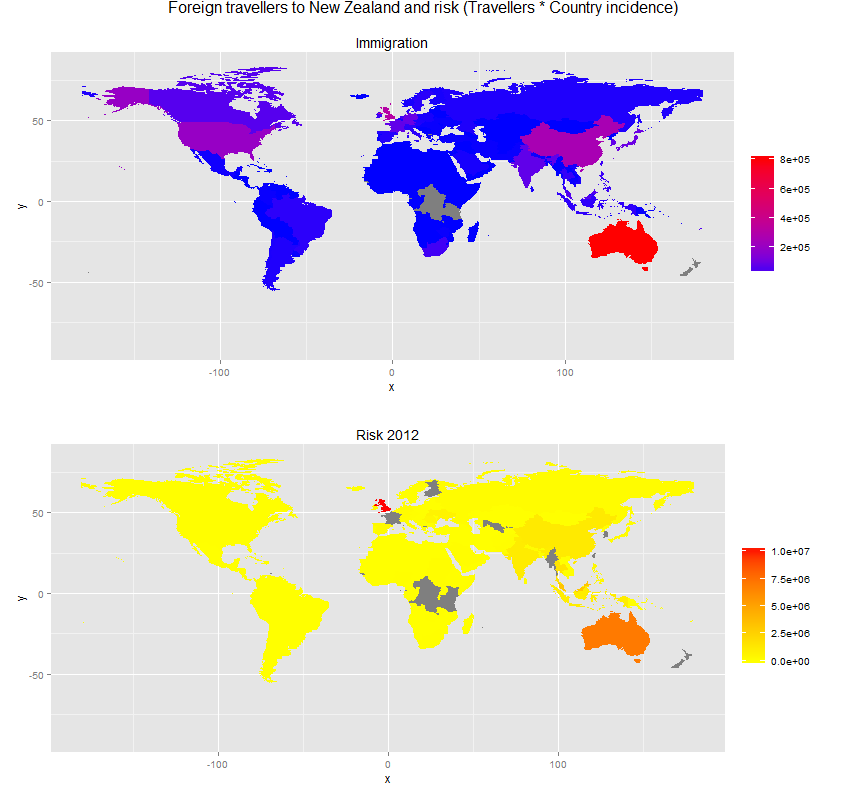 Foreign travellers to New Zealand and risk (Travellers * Country incidence)
Immigration
50
0
-50
y
-100
0
100
x
8e+05
6e+05
4e+05
2e+05
Risk 2012
50
0
-50
y
-100
0
100
x
1.0e+07
7.5e+06
5.0e+06
2.5e+06
0.0e+00